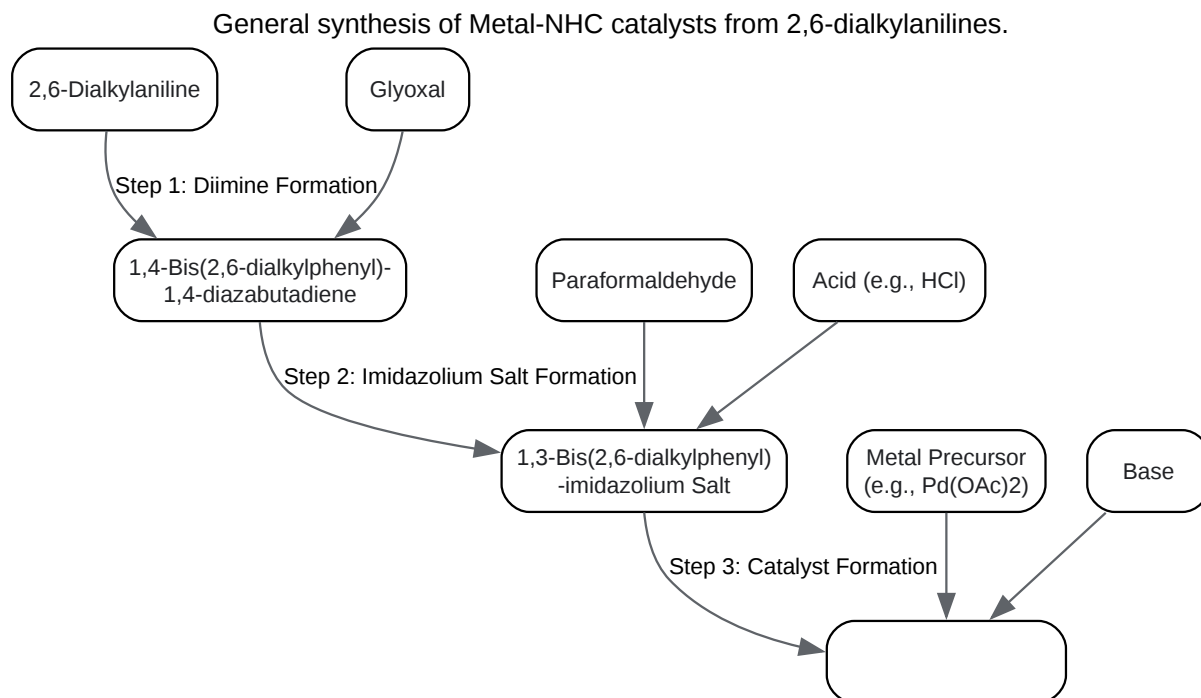 General synthesis of Metal-NHC catalysts from 2,6-dialkylanilines.
2,6-Dialkylaniline
Glyoxal
Step 1: Diimine Formation
1,4-Bis(2,6-dialkylphenyl)-
1,4-diazabutadiene
Paraformaldehyde
Acid (e.g., HCl)
Step 2: Imidazolium Salt Formation
1,3-Bis(2,6-dialkylphenyl)
-imidazolium Salt
Metal Precursor
(e.g., Pd(OAc)2)
Base
Step 3: Catalyst Formation